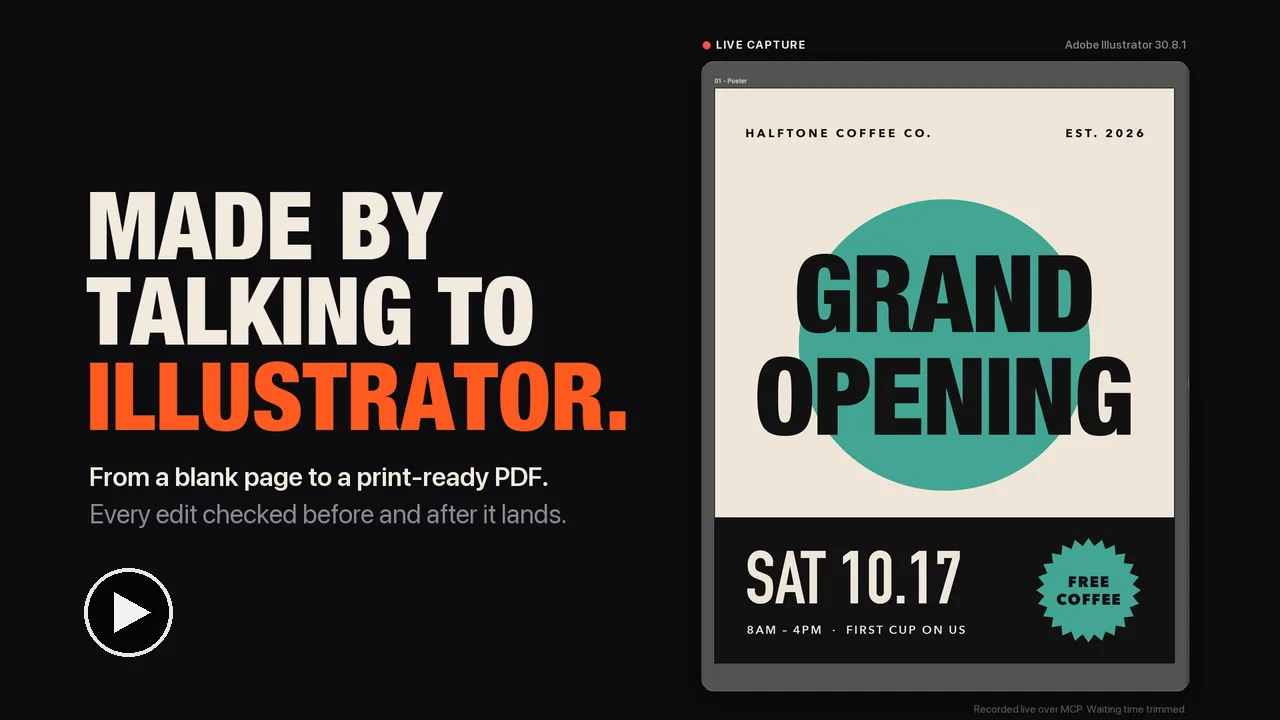 MADE BY
TALKING TO
ILLUSTRATOR.
From a blank page to a print-ready PDF.
Every edit checked before and after it lands.
LIVE CAPTURE
Adobe Illustrator 30.8.1
01 - Poster
HALFTONE COFFEE CO.
EST. 2026
GRAND
OPENING
SAT 10.17
8AM – 4PM · FIRST CUP ON US
FREE
COFFEE
Recorded live over MCP. Waiting time trimmed.